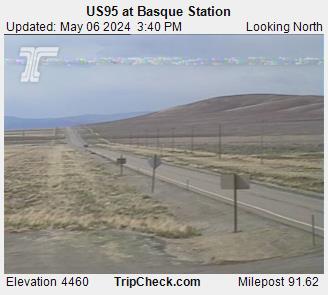 US95 at Basque Station
Updated: May 06 2024 3:40 PM Looking North
Elevation 4460 TripCheck.com Milepost 91.62